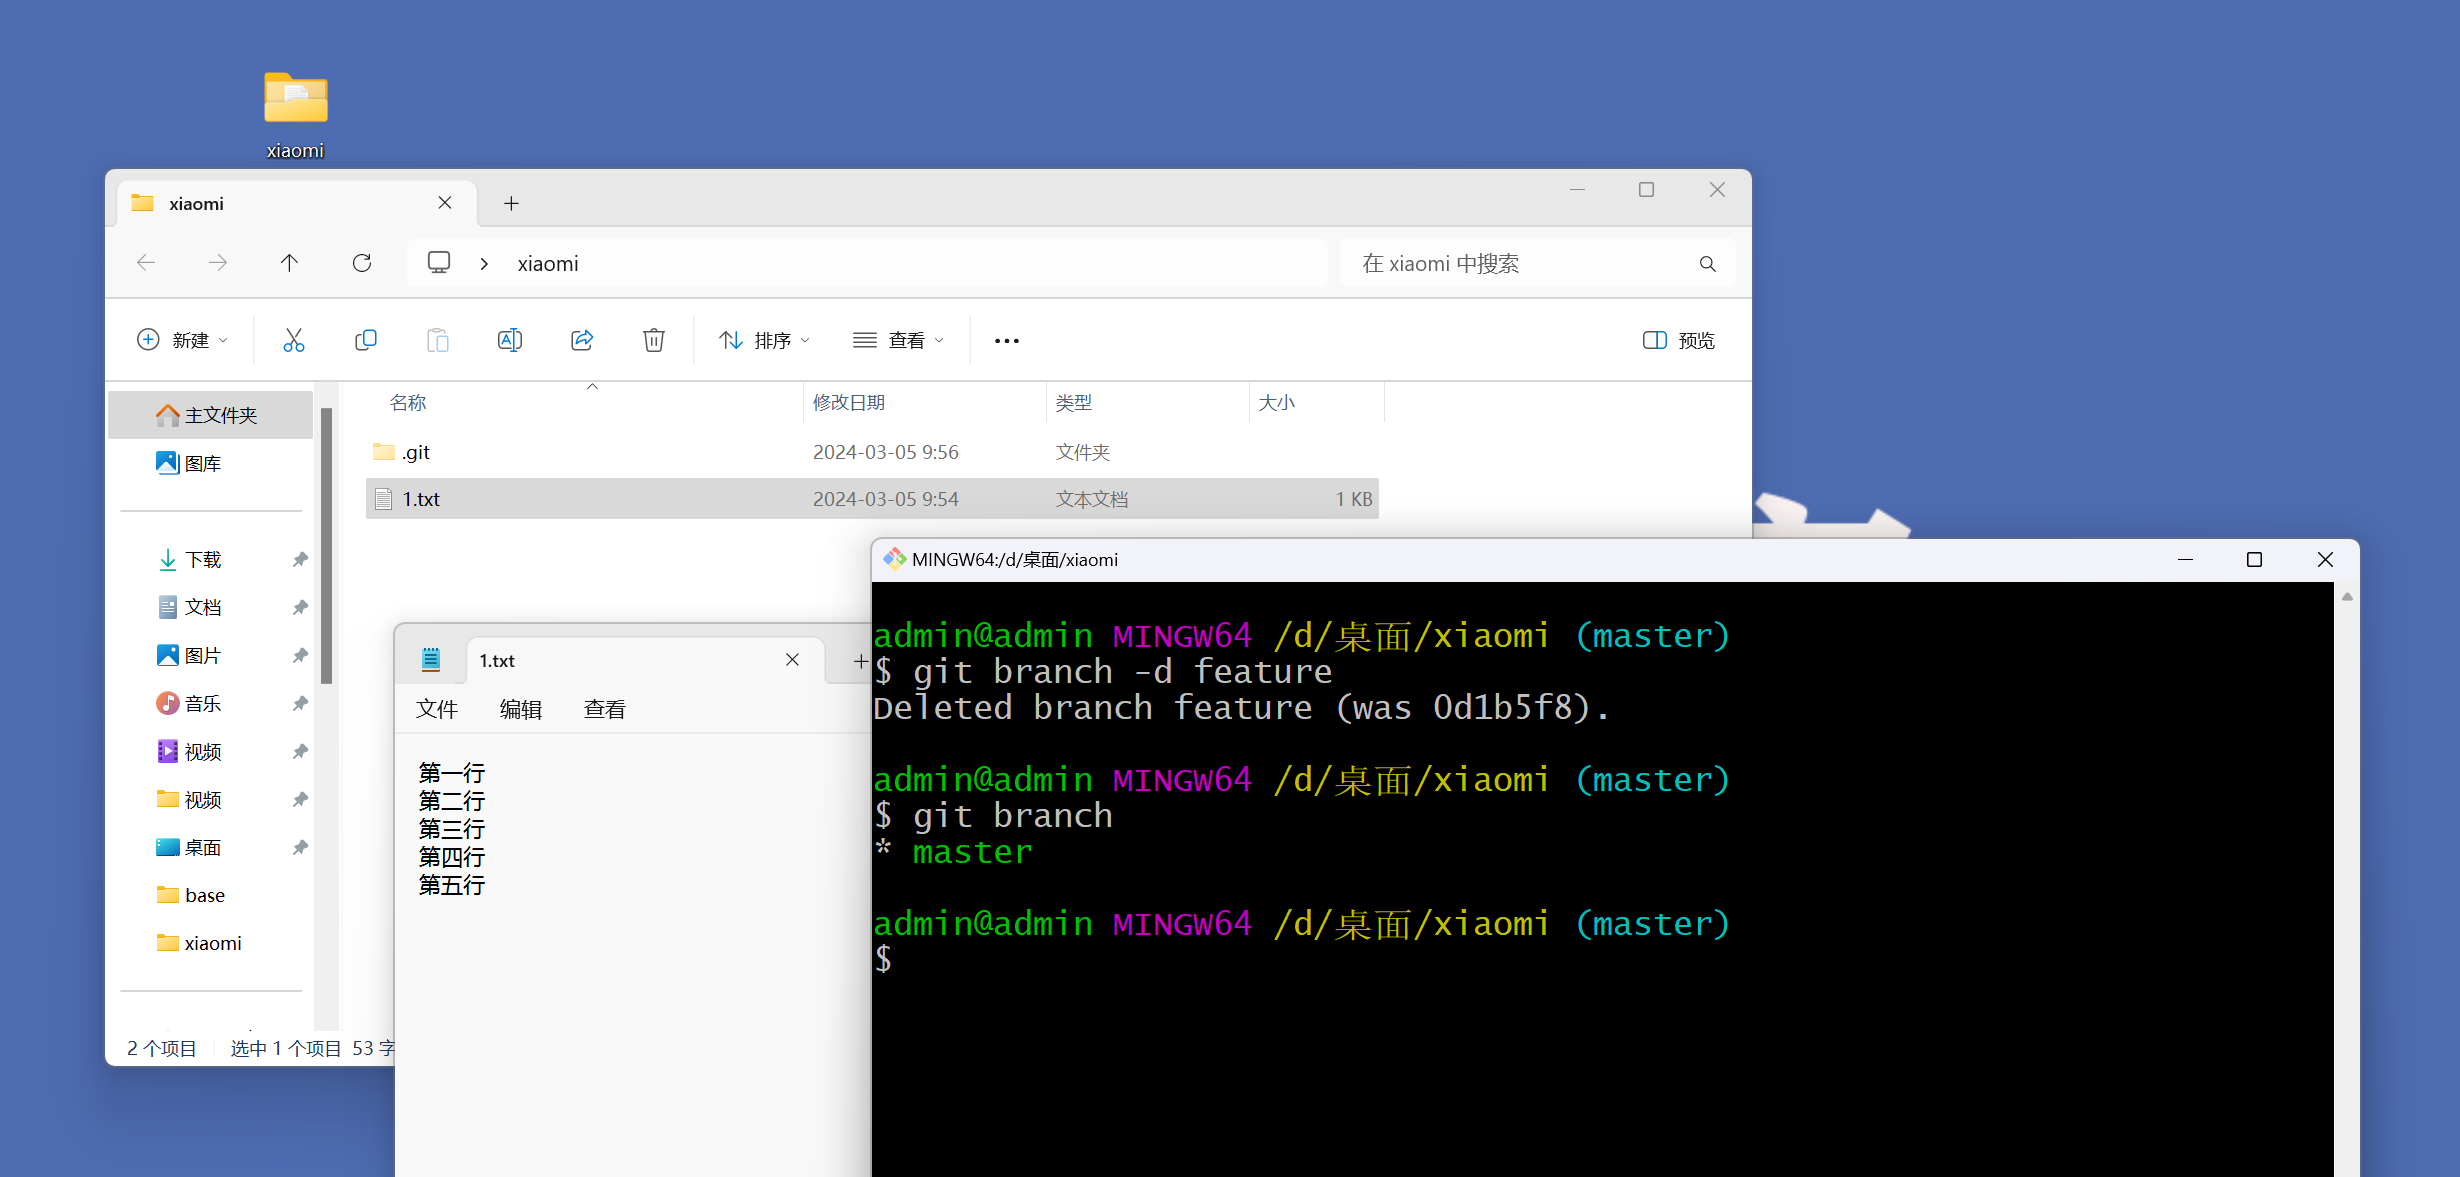 xiaomi
xiaomi
xiaomi
在 xiaomi 中搜索
新建
排序
查看
预览
名称
修改日期
类型
大小
主文件夹
图库
下载
文档
图片
音乐
视频
视频
桌面
base
xiaomi
.git
2024-03-05 9:56
文件夹
1.txt
2024-03-05 9:54
文本文档
1 KB
2 个项目
选中 1 个项目 53 字
1.txt
文件
编辑
查看
第一行
第二行
第三行
第四行
第五行
MINGW64:/d/桌面/xiaomi
admin@admin MINGW64 /d/桌面/xiaomi (master)
$ git branch -d feature
Deleted branch feature (was 0d1b5f8).
admin@admin MINGW64 /d/桌面/xiaomi (master)
$ git branch
* master
admin@admin MINGW64 /d/桌面/xiaomi (master)
$